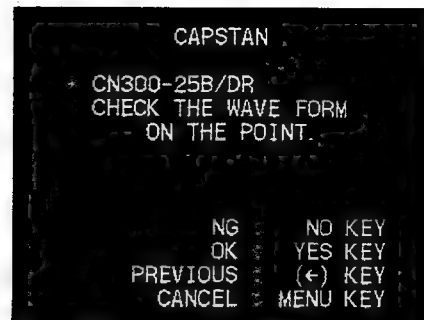 CAPSTAN
* CN300-25B/DR
CHECK THE WAVE FORM
ON THE POINT.
NG : NO KEY
OK : YES KEY
PREVIOUS : (←) KEY
CANCEL : MENU KEY